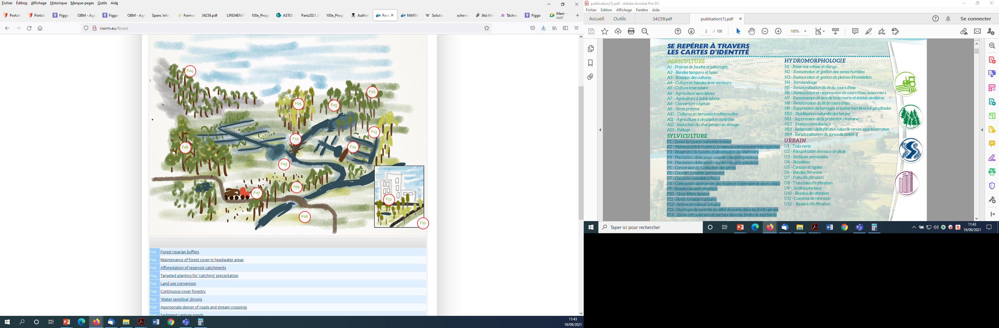 Fichier Édition Affichage Historique Marque-pages Outils Aide
Portail Portail Figgo - OBM - Age Figgo - OBM - Age Spanc Info Format 34239.pdf LIFE04ENV 100e_Progr ASTEE Paris2021.A 100e_Progr Authen Fore NWRM Solutio schema Jitsi Me Tâches Figgo Meet –
MUET
nwrm.eu/forest
F04
F02
F05
F03
F13
F10
F14
F06
F09
F01
F07
F12
F08
F11
F01 Forest riparian buffers
F02 Maintenance of forest cover in headwater areas
F03 Afforestation of reservoir catchments
F04 Targeted planting for 'catching' precipitation
F05 Land use conversion
F06 Continuous cover forestry
F07 'Water sensitive' driving
F08 Appropriate design of roads and stream crossings
F09 Sediment capture ponds
11:43
19/09/2021
publication(1).pdf - Adobe Acrobat Pro DC
Fichier Edition Affichage Fenêtre Aide
Accueil Outils 34239.pdf publication(1).pdf × Se connecter
2 / 108 100%
SE REPÉRER À TRAVERS
LES CARTES D'IDENTITÉ
AGRICULTURE
A1 - Prairies de fauche et pâturages
A2 - Bandes tampons et haies
A3 - Rotation des cultures
A4 - Culture en bandes avec contours
A5 - Culture intercalaire
A6 - Agriculture sans labour
A7 - Agriculture à faible labour
A8 - Couverture végétale
A9 - Semis précoce
A10 - Cultures en terrasses traditionnelles
A11 - Agriculture à circulation contrôlée
A12 - Réduction du chargement en élevage
A13 - Paillage
SYLVICULTURE
F1 - Zones tampons riveraines boisées
F2 - Maintenance de la couverture forestière dans les zones amont des cours d'eau
F3 - Boisement de bassins d'alimentation de réservoirs
F4 - Plantation ciblée pour « capter » les précipitations
F4 - Plantation ciblée pour « capter » les précipitations
F5 - Conversion de l'utilisation des terres
F6 - Couvert forestier permanent
F7 - Conduite « sensible à l'eau »
F8 - Conception appropriée des routes et traversées de cours d'eau
F9 - Bassins de sédimentation
F10 - Gros débris ligneux
F11 - Parcs forestiers urbains
F12 - Arbres en milieux urbains
F13 - Ouvrages de contrôle du débit de pointe dans les forêts gérées
F14 - Zones d'écoulement de surface dans les forêts de tourbières
HYDROMORPHOLOGIE
N1 - Réservoirs d'eau et étangs
N2 - Restauration et gestion des zones humides
N3 - Restauration et gestion de plaines d'inondation
N4 - Reméandrage
N5 - Renaturalisation du lit du cours d'eau
N6 - Restauration et reconnexion de cours d'eau saisonniers
N7 - Reconnexion de lacs de bras morts et entités similaires
N8 - Renaturation du lit de cours d'eau
N9 - Suppression de barrages et autres barrières longitudinales
N10 - Stabilisation naturelle des berges
N11 - Suppression de la protection riveraine
N12 - Restauration des lacs
N13 - Restauration de l'infiltration naturelle vers les eaux souterraines
N14 - Renaturalisation de zones de polders
URBAIN
U1 - Toits verts
U2 - Récupération des eaux de pluie
U3 - Surfaces perméables
U4 - Baissières
U5 - Canaux et rigoles
U6 - Bandes filtrantes
U7 - Puits d'infiltration
U8 - Tranchées d'infiltration
U9 - Jardins pluviaux
U10 - Bassins de rétention
U11 - Cuvettes de rétention
U12 - Bassins d'infiltration
Taper ici pour rechercher
11:43
19/09/2021